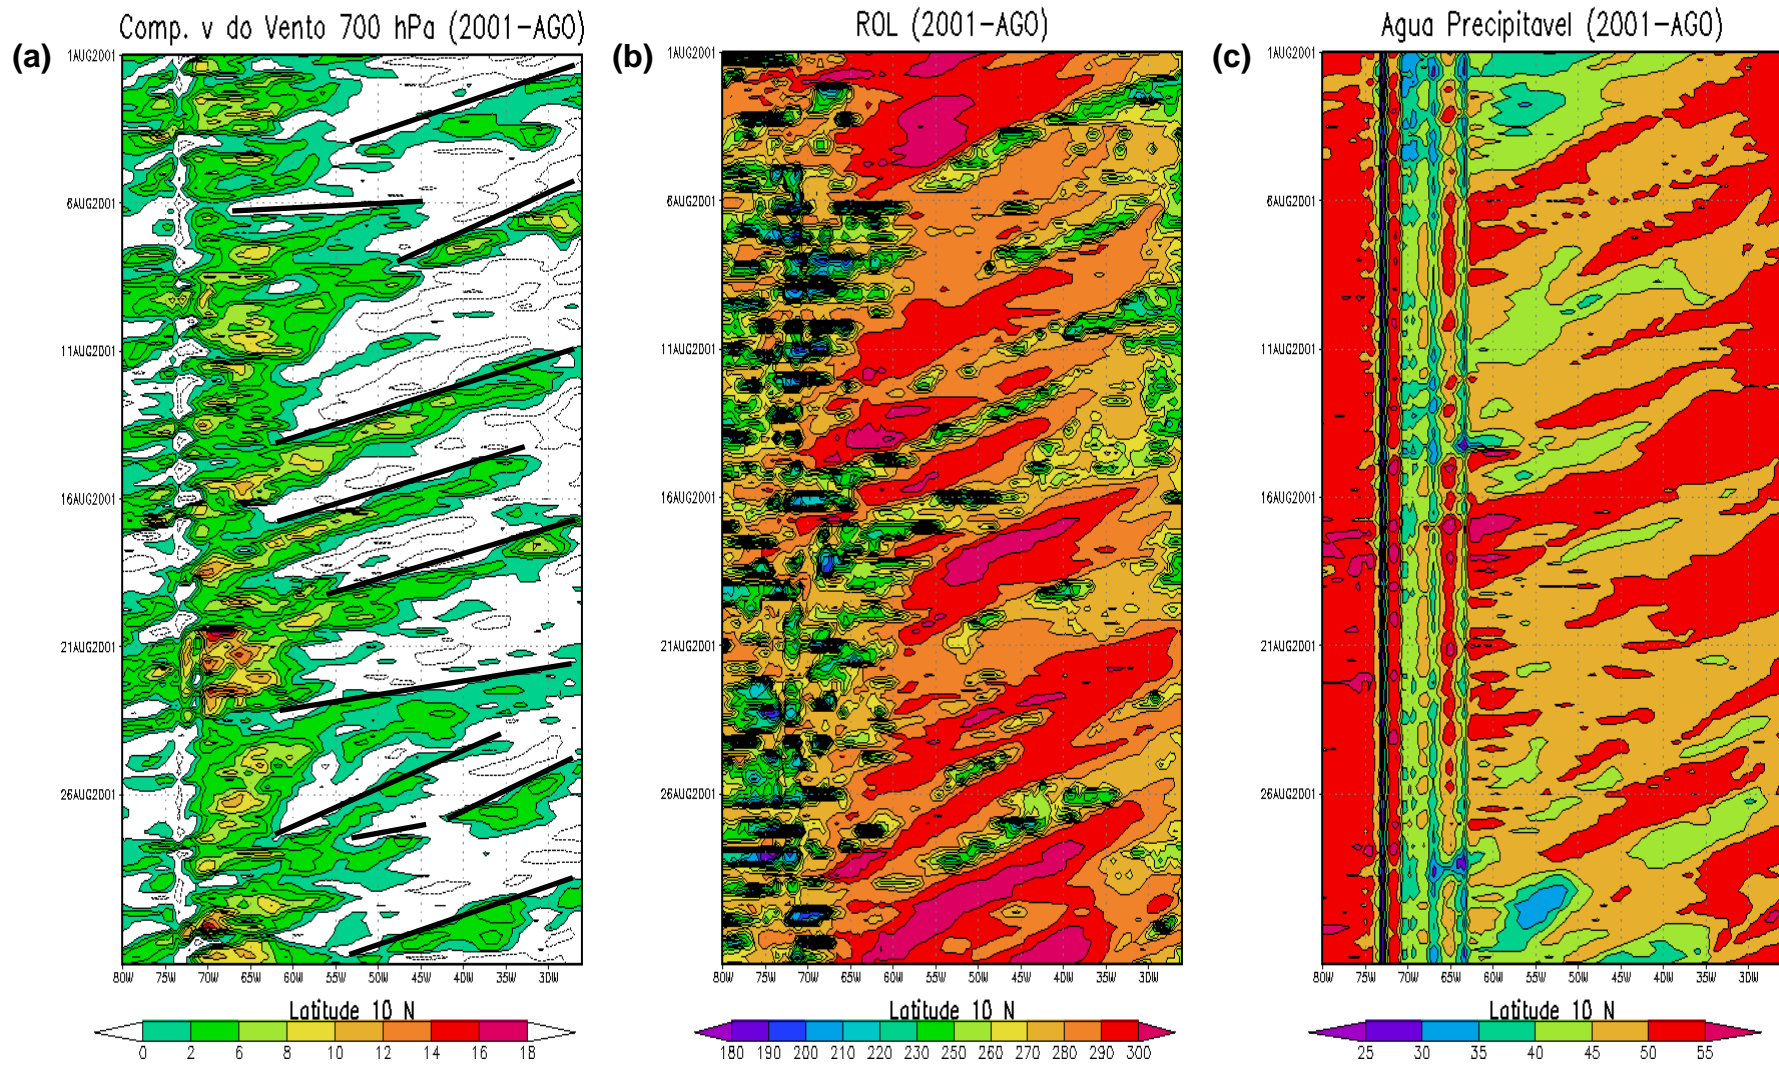 (a) Comp. v do Vento 700 hPa (2001-AGO)
1AUG2001
6AUG2001
11AUG2001
16AUG2001
21AUG2001
26AUG2001
80W 75W 70W 65W 60W 55W 50W 45W 40W 35W 30W
Latitude 10 N
0 2 6 8 10 12 14 16 18
(b) ROL (2001-AGO)
1AUG2001
6AUG2001
11AUG2001
16AUG2001
21AUG2001
26AUG2001
80W 75W 70W 65W 60W 55W 50W 45W 40W 35W 30W
Latitude 10 N
180 190 200 210 220 230 250 260 270 280 290 300
(c) Agua Precipitavel (2001-AGO)
1AUG2001
6AUG2001
11AUG2001
16AUG2001
21AUG2001
26AUG2001
80W 75W 70W 65W 60W 55W 50W 45W 40W 35W 30W
Latitude 10 N
25 30 35 40 45 50 55